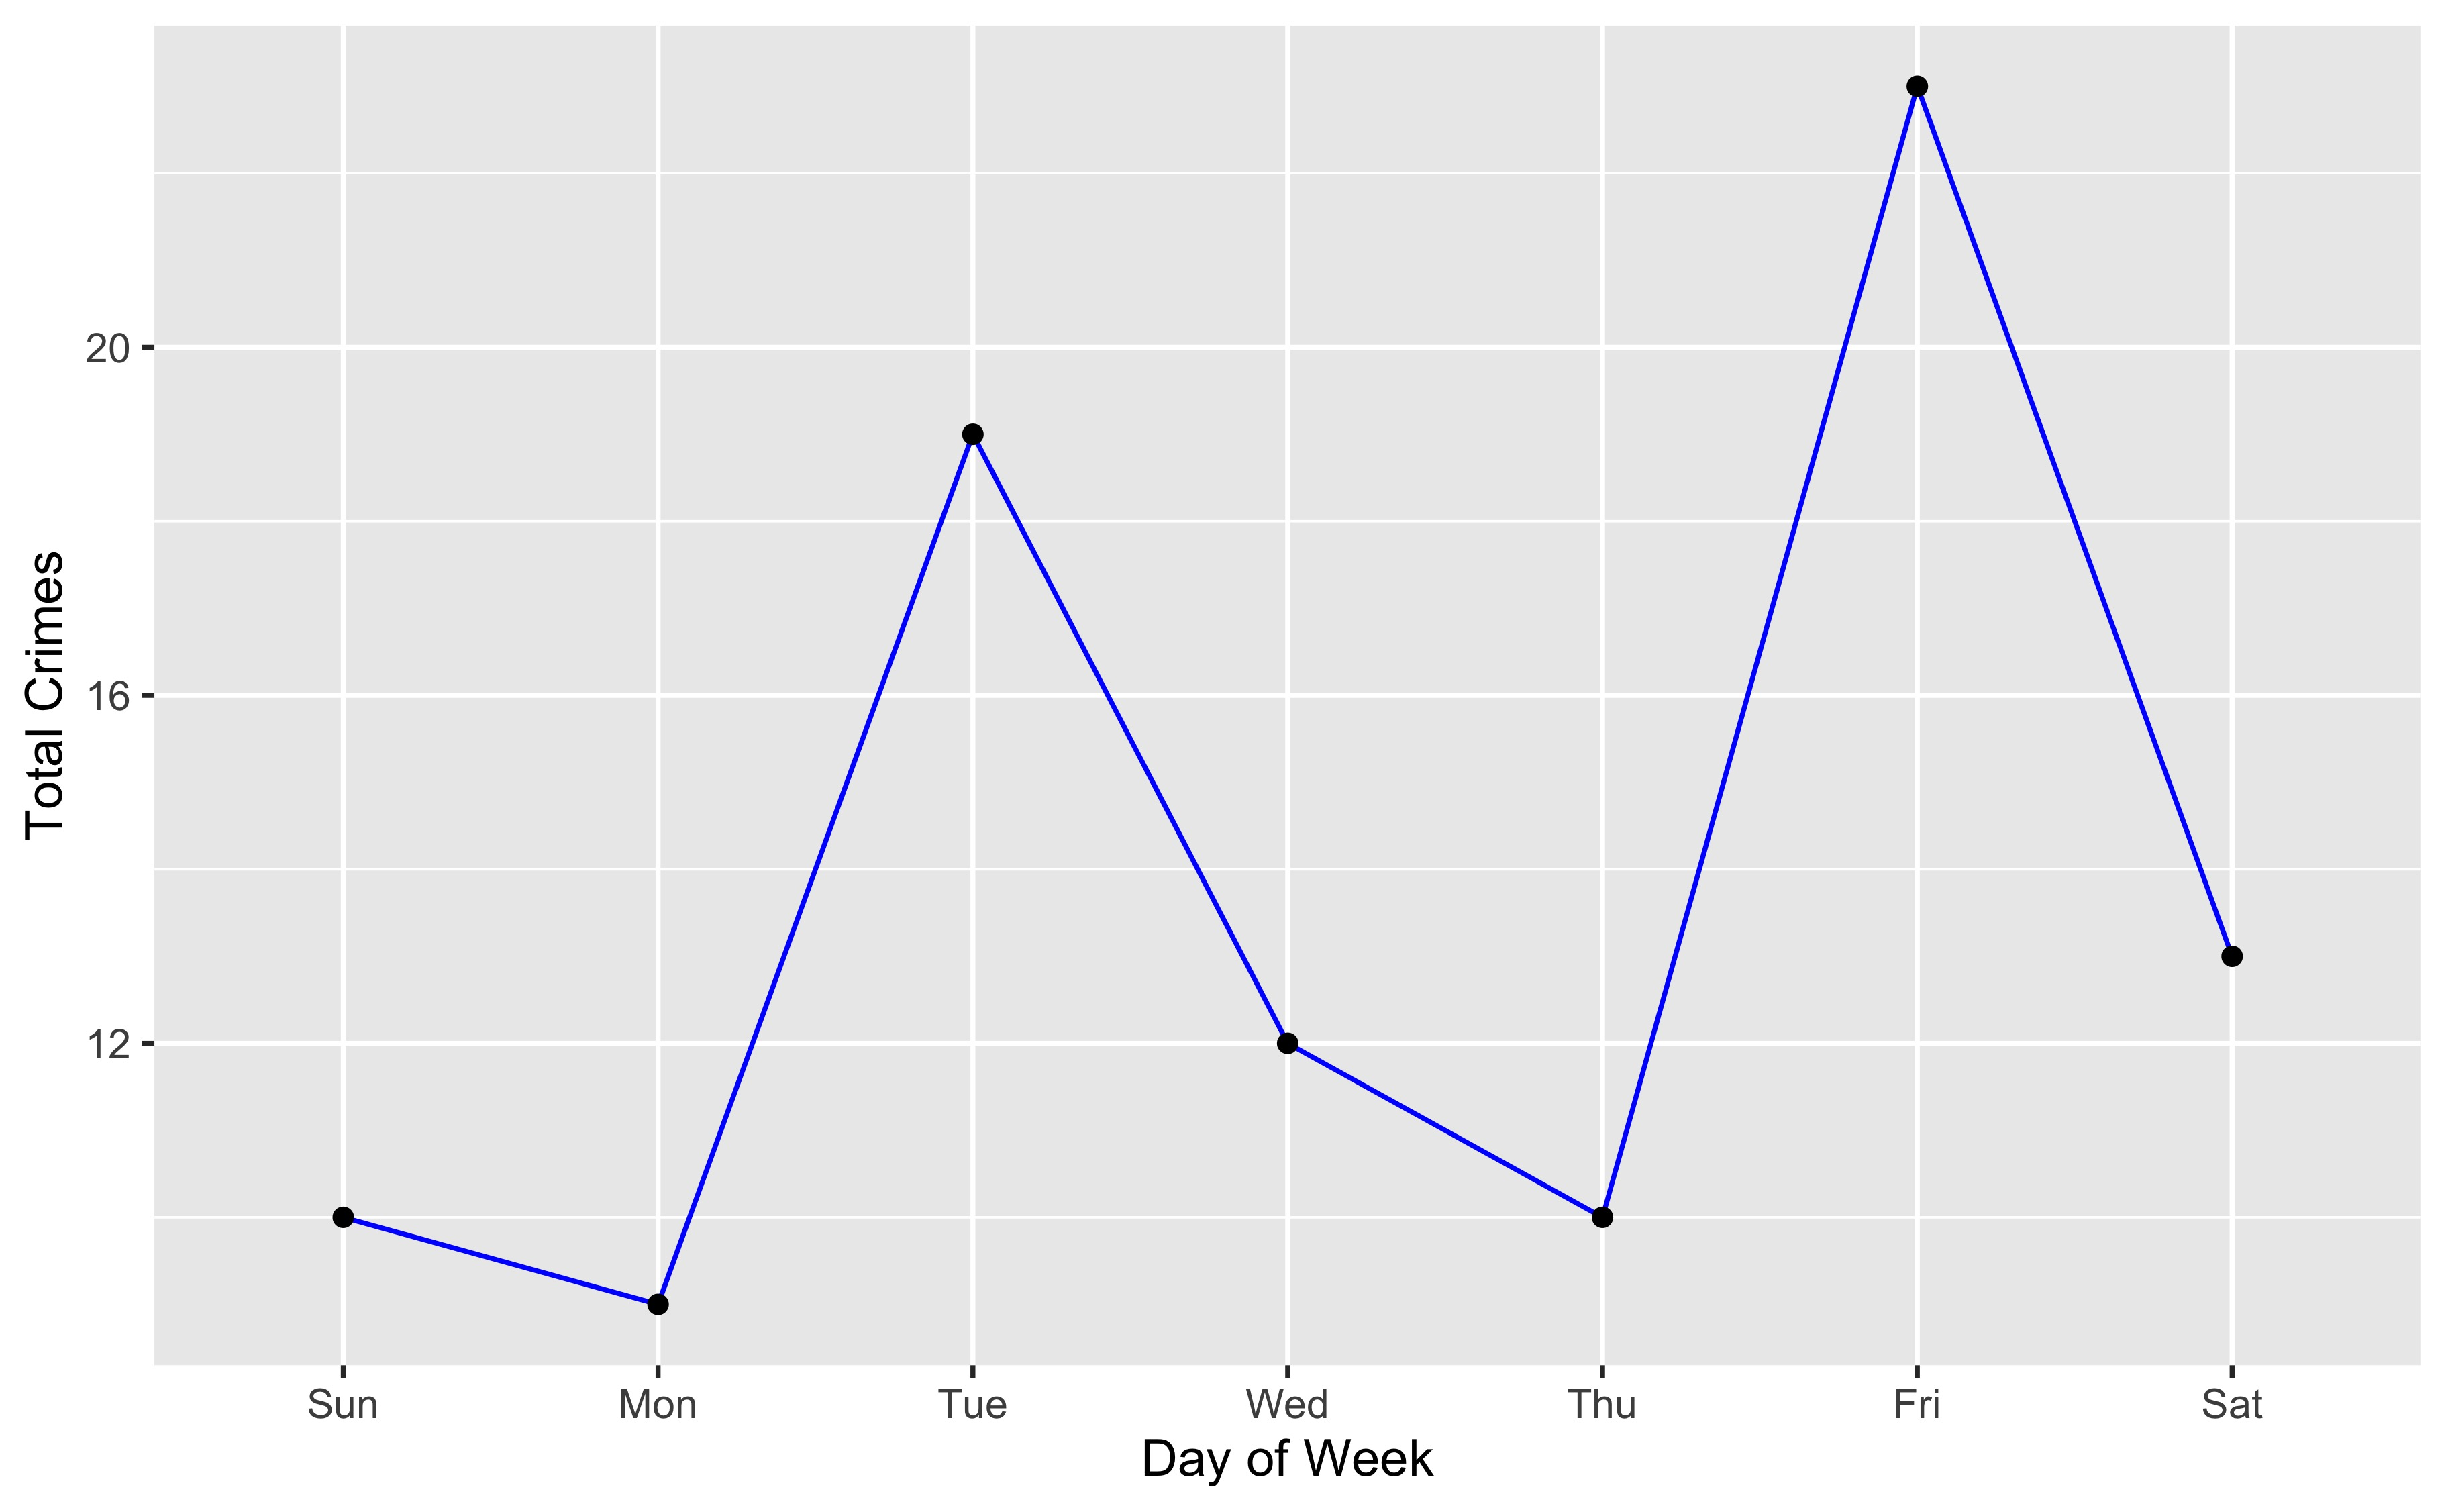 Total Crimes
20
16
12
Sun Mon Tue Wed Thu Fri Sat
Day of Week